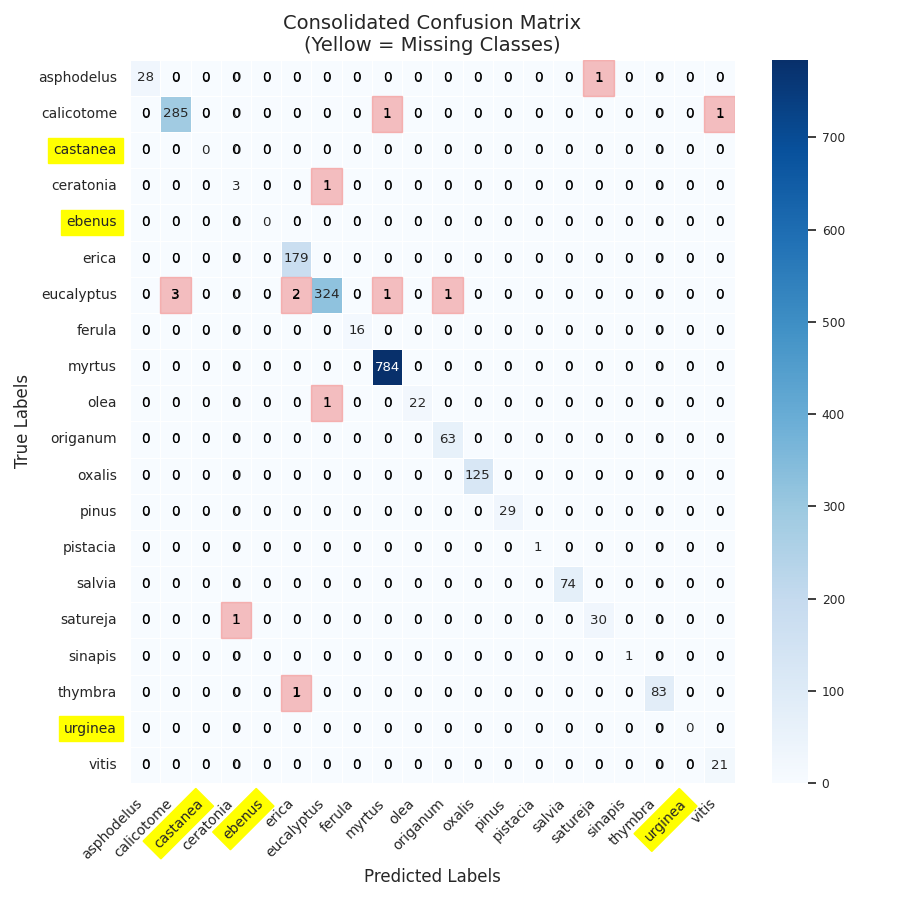 Consolidated Confusion Matrix
(Yellow = Missing Classes)
asphodelus 28 0 0 0 0 0 0 0 0 0 0 0 0 0 0 1 0 0 0 0
calicotome 0 285 0 0 0 0 0 0 1 0 0 0 0 0 0 0 0 0 0 1
castanea 0 0 0 0 0 0 0 0 0 0 0 0 0 0 0 0 0 0 0 0
ceratonia 0 0 0 3 0 0 1 0 0 0 0 0 0 0 0 0 0 0 0 0
ebenus 0 0 0 0 0 0 0 0 0 0 0 0 0 0 0 0 0 0 0 0
erica 0 0 0 0 0 179 0 0 0 0 0 0 0 0 0 0 0 0 0 0
eucalyptus 0 3 0 0 0 2 324 0 1 0 1 0 0 0 0 0 0 0 0 0
ferula 0 0 0 0 0 0 0 16 0 0 0 0 0 0 0 0 0 0 0 0
myrtus 0 0 0 0 0 0 0 0 784 0 0 0 0 0 0 0 0 0 0 0
olea 0 0 0 0 0 0 1 0 0 22 0 0 0 0 0 0 0 0 0 0
origanum 0 0 0 0 0 0 0 0 0 0 63 0 0 0 0 0 0 0 0 0
oxalis 0 0 0 0 0 0 0 0 0 0 0 125 0 0 0 0 0 0 0 0
pinus 0 0 0 0 0 0 0 0 0 0 0 0 29 0 0 0 0 0 0 0
pistacia 0 0 0 0 0 0 0 0 0 0 0 0 0 1 0 0 0 0 0 0
salvia 0 0 0 0 0 0 0 0 0 0 0 0 0 0 74 0 0 0 0 0
satureja 0 0 0 1 0 0 0 0 0 0 0 0 0 0 0 30 0 0 0 0
sinapis 0 0 0 0 0 0 0 0 0 0 0 0 0 0 0 0 1 0 0 0
thymbra 0 0 0 0 0 1 0 0 0 0 0 0 0 0 0 0 0 83 0 0
urginea 0 0 0 0 0 0 0 0 0 0 0 0 0 0 0 0 0 0 0 0
vitis 0 0 0 0 0 0 0 0 0 0 0 0 0 0 0 0 0 0 0 21
True Labels
asphodelus
calicotome
castanea
ceratonia
ebenus
erica
eucalyptus
ferula
myrtus
olea
origanum
oxalis
pinus
pistacia
salvia
satureja
sinapis
thymbra
urginea
vitis
Predicted Labels
700
600
500
400
300
200
100
0